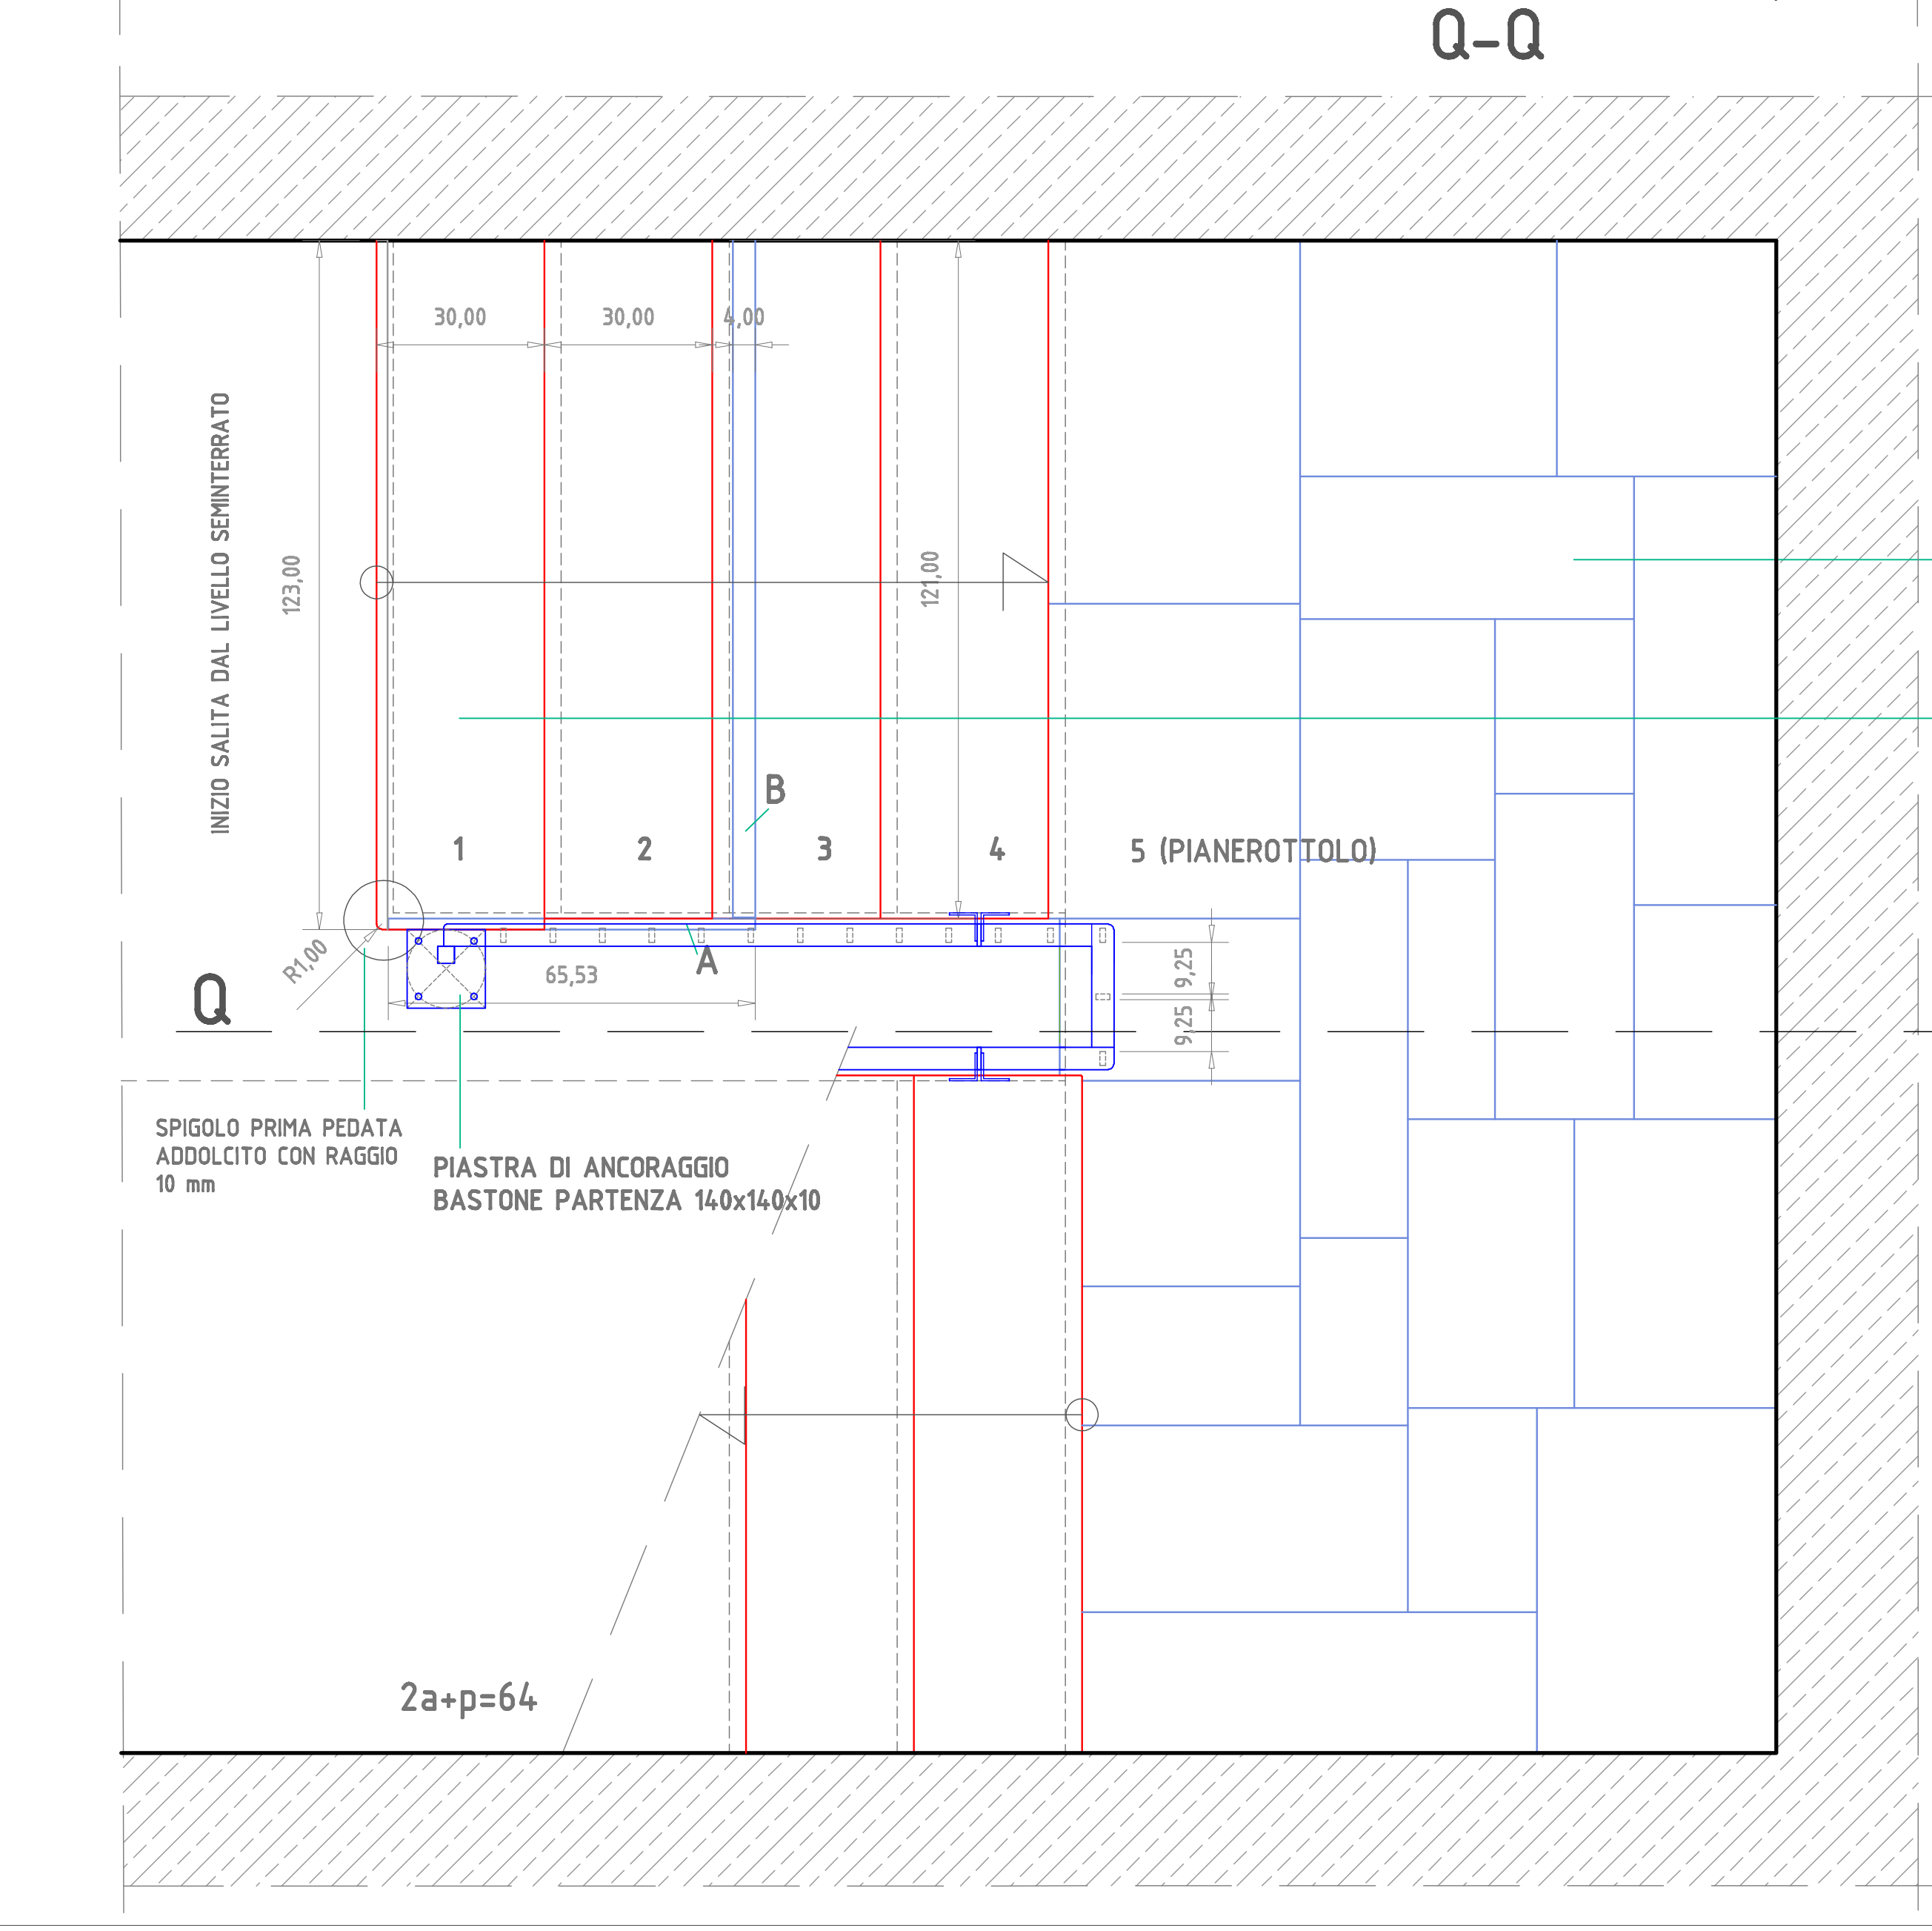 Q-Q
30,00
30,00
4,00
INIZIO SALITA DAL LIVELLO SEMINTERRATO
123,00
121,00
B
1
2
3
4
5 (PIANEROTTOLO)
R1,00
A
65,53
9,25
9,25
Q
SPIGOLO PRIMA PEDATA
ADDOLCITO CON RAGGIO
10 mm
PIASTRA DI ANCORAGGIO
BASTONE PARTENZA 140x140x10
2a+p=64